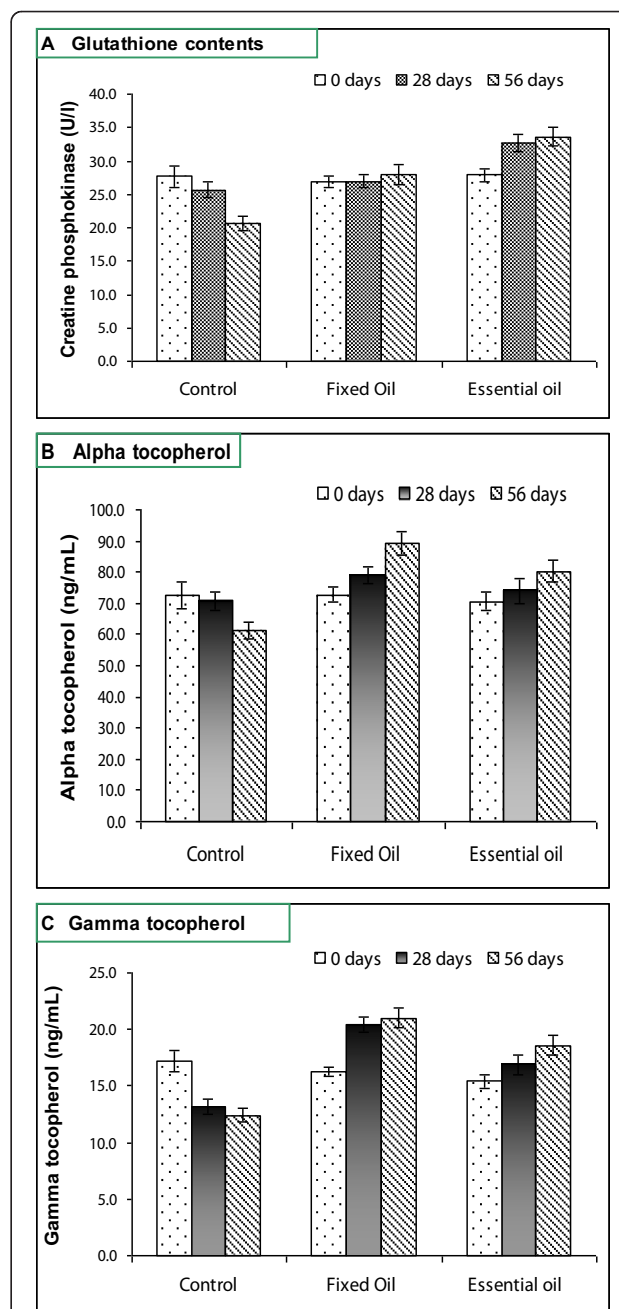 A Glutathione contents
0 days 28 days 56 days
Creatine phosphokinase (U/l)
40.0
35.0
30.0
25.0
20.0
15.0
10.0
5.0
0.0
Control Fixed Oil Essential oil
B Alpha tocopherol
0 days 28 days 56 days
Alpha tocopherol (ng/mL)
100.0
90.0
80.0
70.0
60.0
50.0
40.0
30.0
20.0
10.0
0.0
Control Fixed Oil Essential oil
C Gamma tocopherol
0 days 28 days 56 days
Gamma tocopherol (ng/mL)
25.0
20.0
15.0
10.0
5.0
0.0
Control Fixed Oil Essential oil